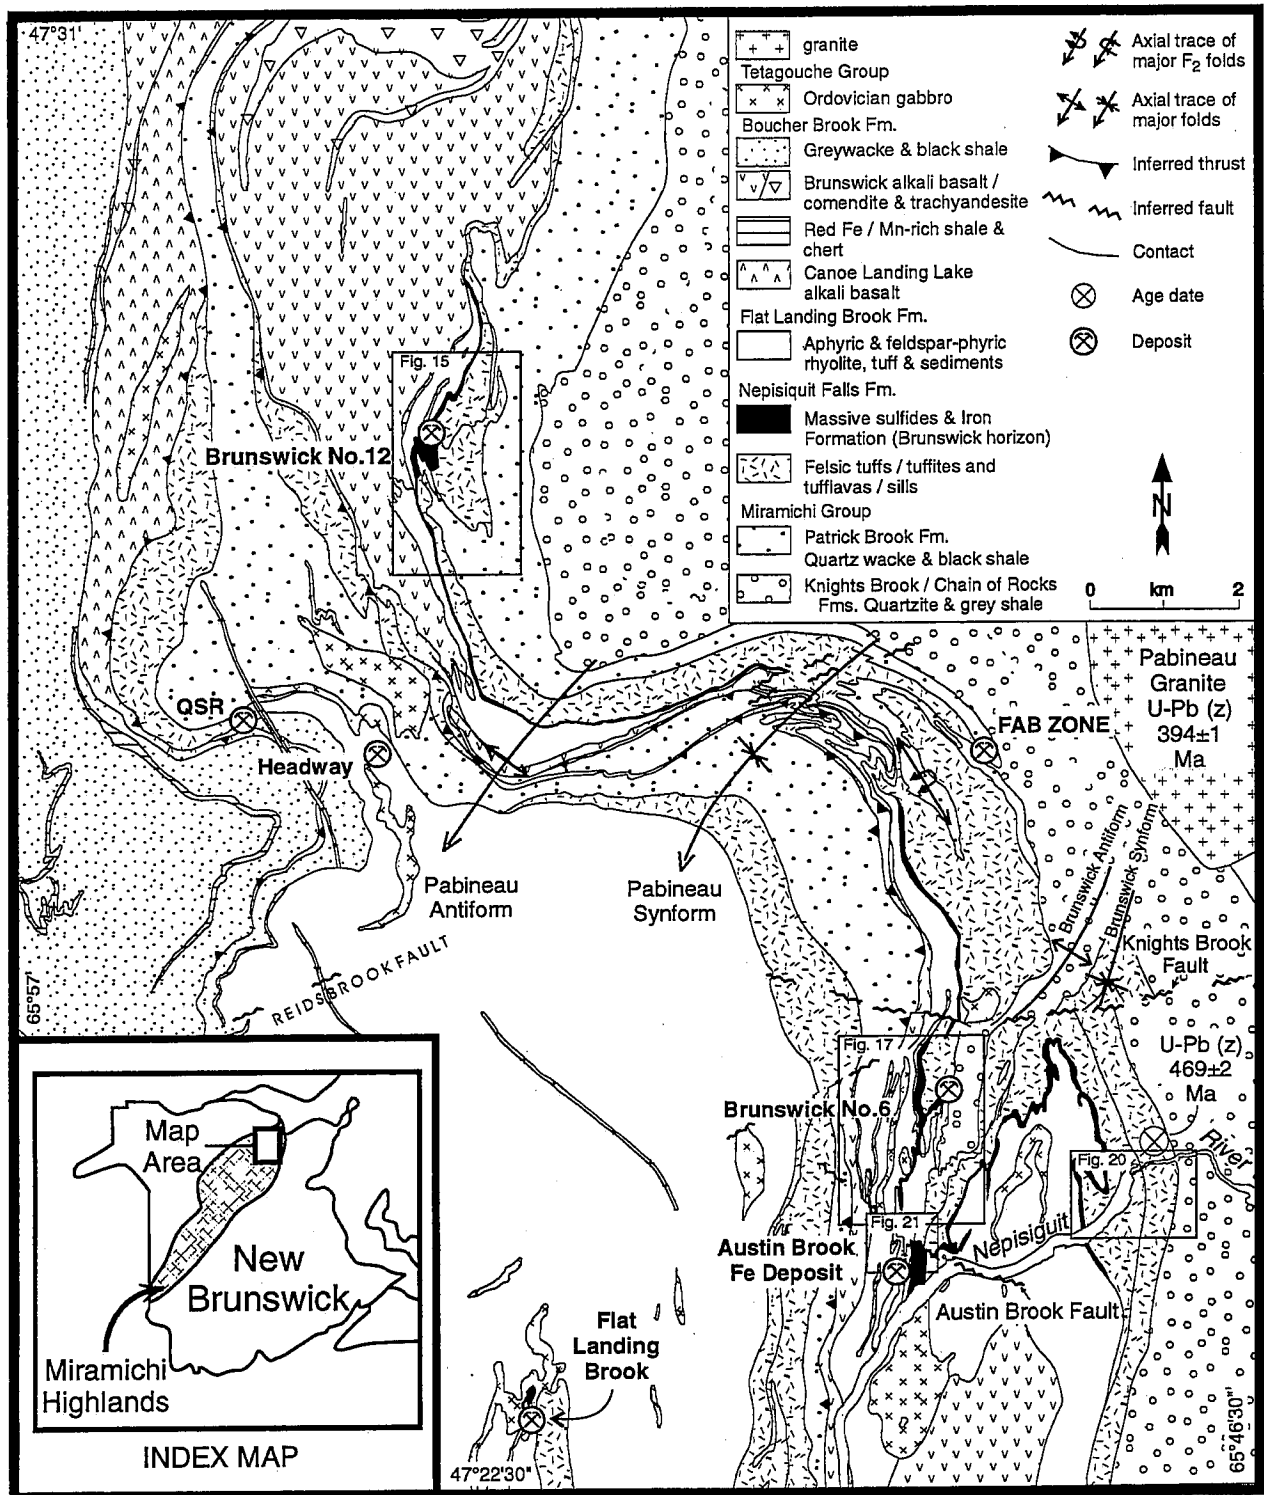 47°31'
granite
Tetagouche Group
Ordovician gabbro
Boucher Brook Fm.
Greywacke & black shale
Brunswick alkali basalt /
comendite & trachyandesite
Red Fe / Mn-rich shale &
chert
Canoe Landing Lake
alkali basalt
Flat Landing Brook Fm.
Aphyric & feldspar-phyric
rhyolite, tuff & sediments
Nepisiquit Falls Fm.
Massive sulfides & Iron
Formation (Brunswick horizon)
Felsic tuffs / tuffites and
tufflavas / sills
Miramichi Group
Patrick Brook Fm.
Quartz wacke & black shale
Knights Brook / Chain of Rocks
Fms. Quartzite & grey shale
Axial trace of
major F2 folds
Axial trace of
major folds
Inferred thrust
Inferred fault
Contact
Age date
Deposit
N
0 km 2
Fig. 15
Brunswick No.12
QSR
Headway
FAB ZONE
Pabineau
Granite
U-Pb (z)
394±1
Ma
Pabineau
Antiform
Pabineau
Synform
Brunswick Antiform
Brunswick Synform
Knights Brook
Fault
REIDSBROOK FAULT
65°57'
Fig. 17
U-Pb (z)
469±2
Ma
Brunswick No.6
River
Fig. 20
Fig. 21
Nepisiguit
Austin Brook
Fe Deposit
Austin Brook Fault
Flat
Landing
Brook
Map
Area
New
Brunswick
Miramichi
Highlands
INDEX MAP
47°22'30"
65°46'30"